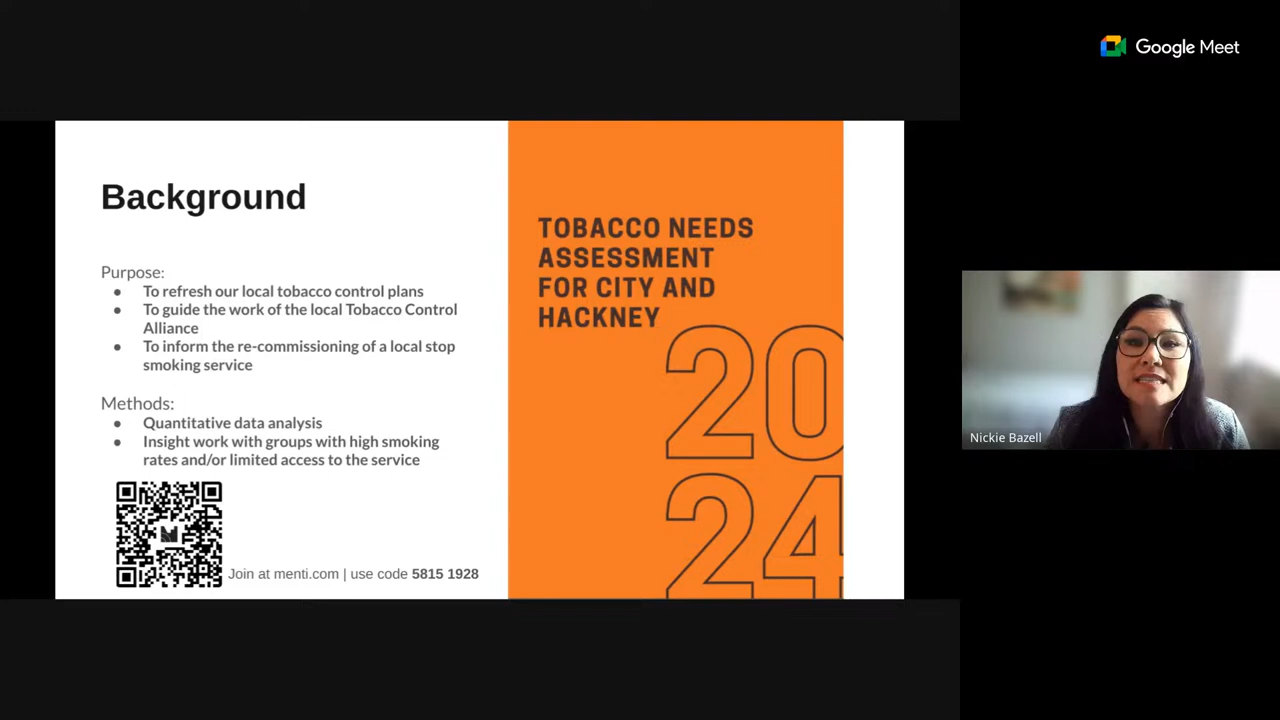 Google Meet
Background
Purpose:
● To refresh our local tobacco control plans
● To guide the work of the local Tobacco Control
Alliance
● To inform the re-commissioning of a local stop
smoking service
Methods:
● Quantitative data analysis
● Insight work with groups with high smoking
rates and/or limited access to the service
Join at menti.com | use code 5815 1928
TOBACCO NEEDS
ASSESSMENT
FOR CITY AND
HACKNEY
20
24
Nickie Bazell